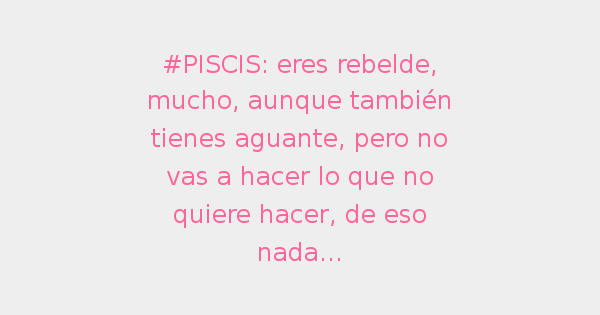 #PISCIS: eres rebelde,
mucho, aunque también
tienes aguante, pero no
vas a hacer lo que no
quiere hacer, de eso
nada...